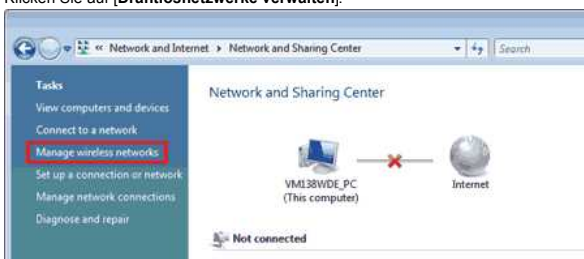 Klicken Sie auf [Drahtlosnetzwerke verwalten].
« Network and Internet ▸ Network and Sharing Center
Search
Tasks
View computers and devices
Connect to a network
Manage wireless networks
Set up a connection or network
Manage network connections
Diagnose and repair
Network and Sharing Center
VM138WDE_PC
(This computer)
Internet
Not connected